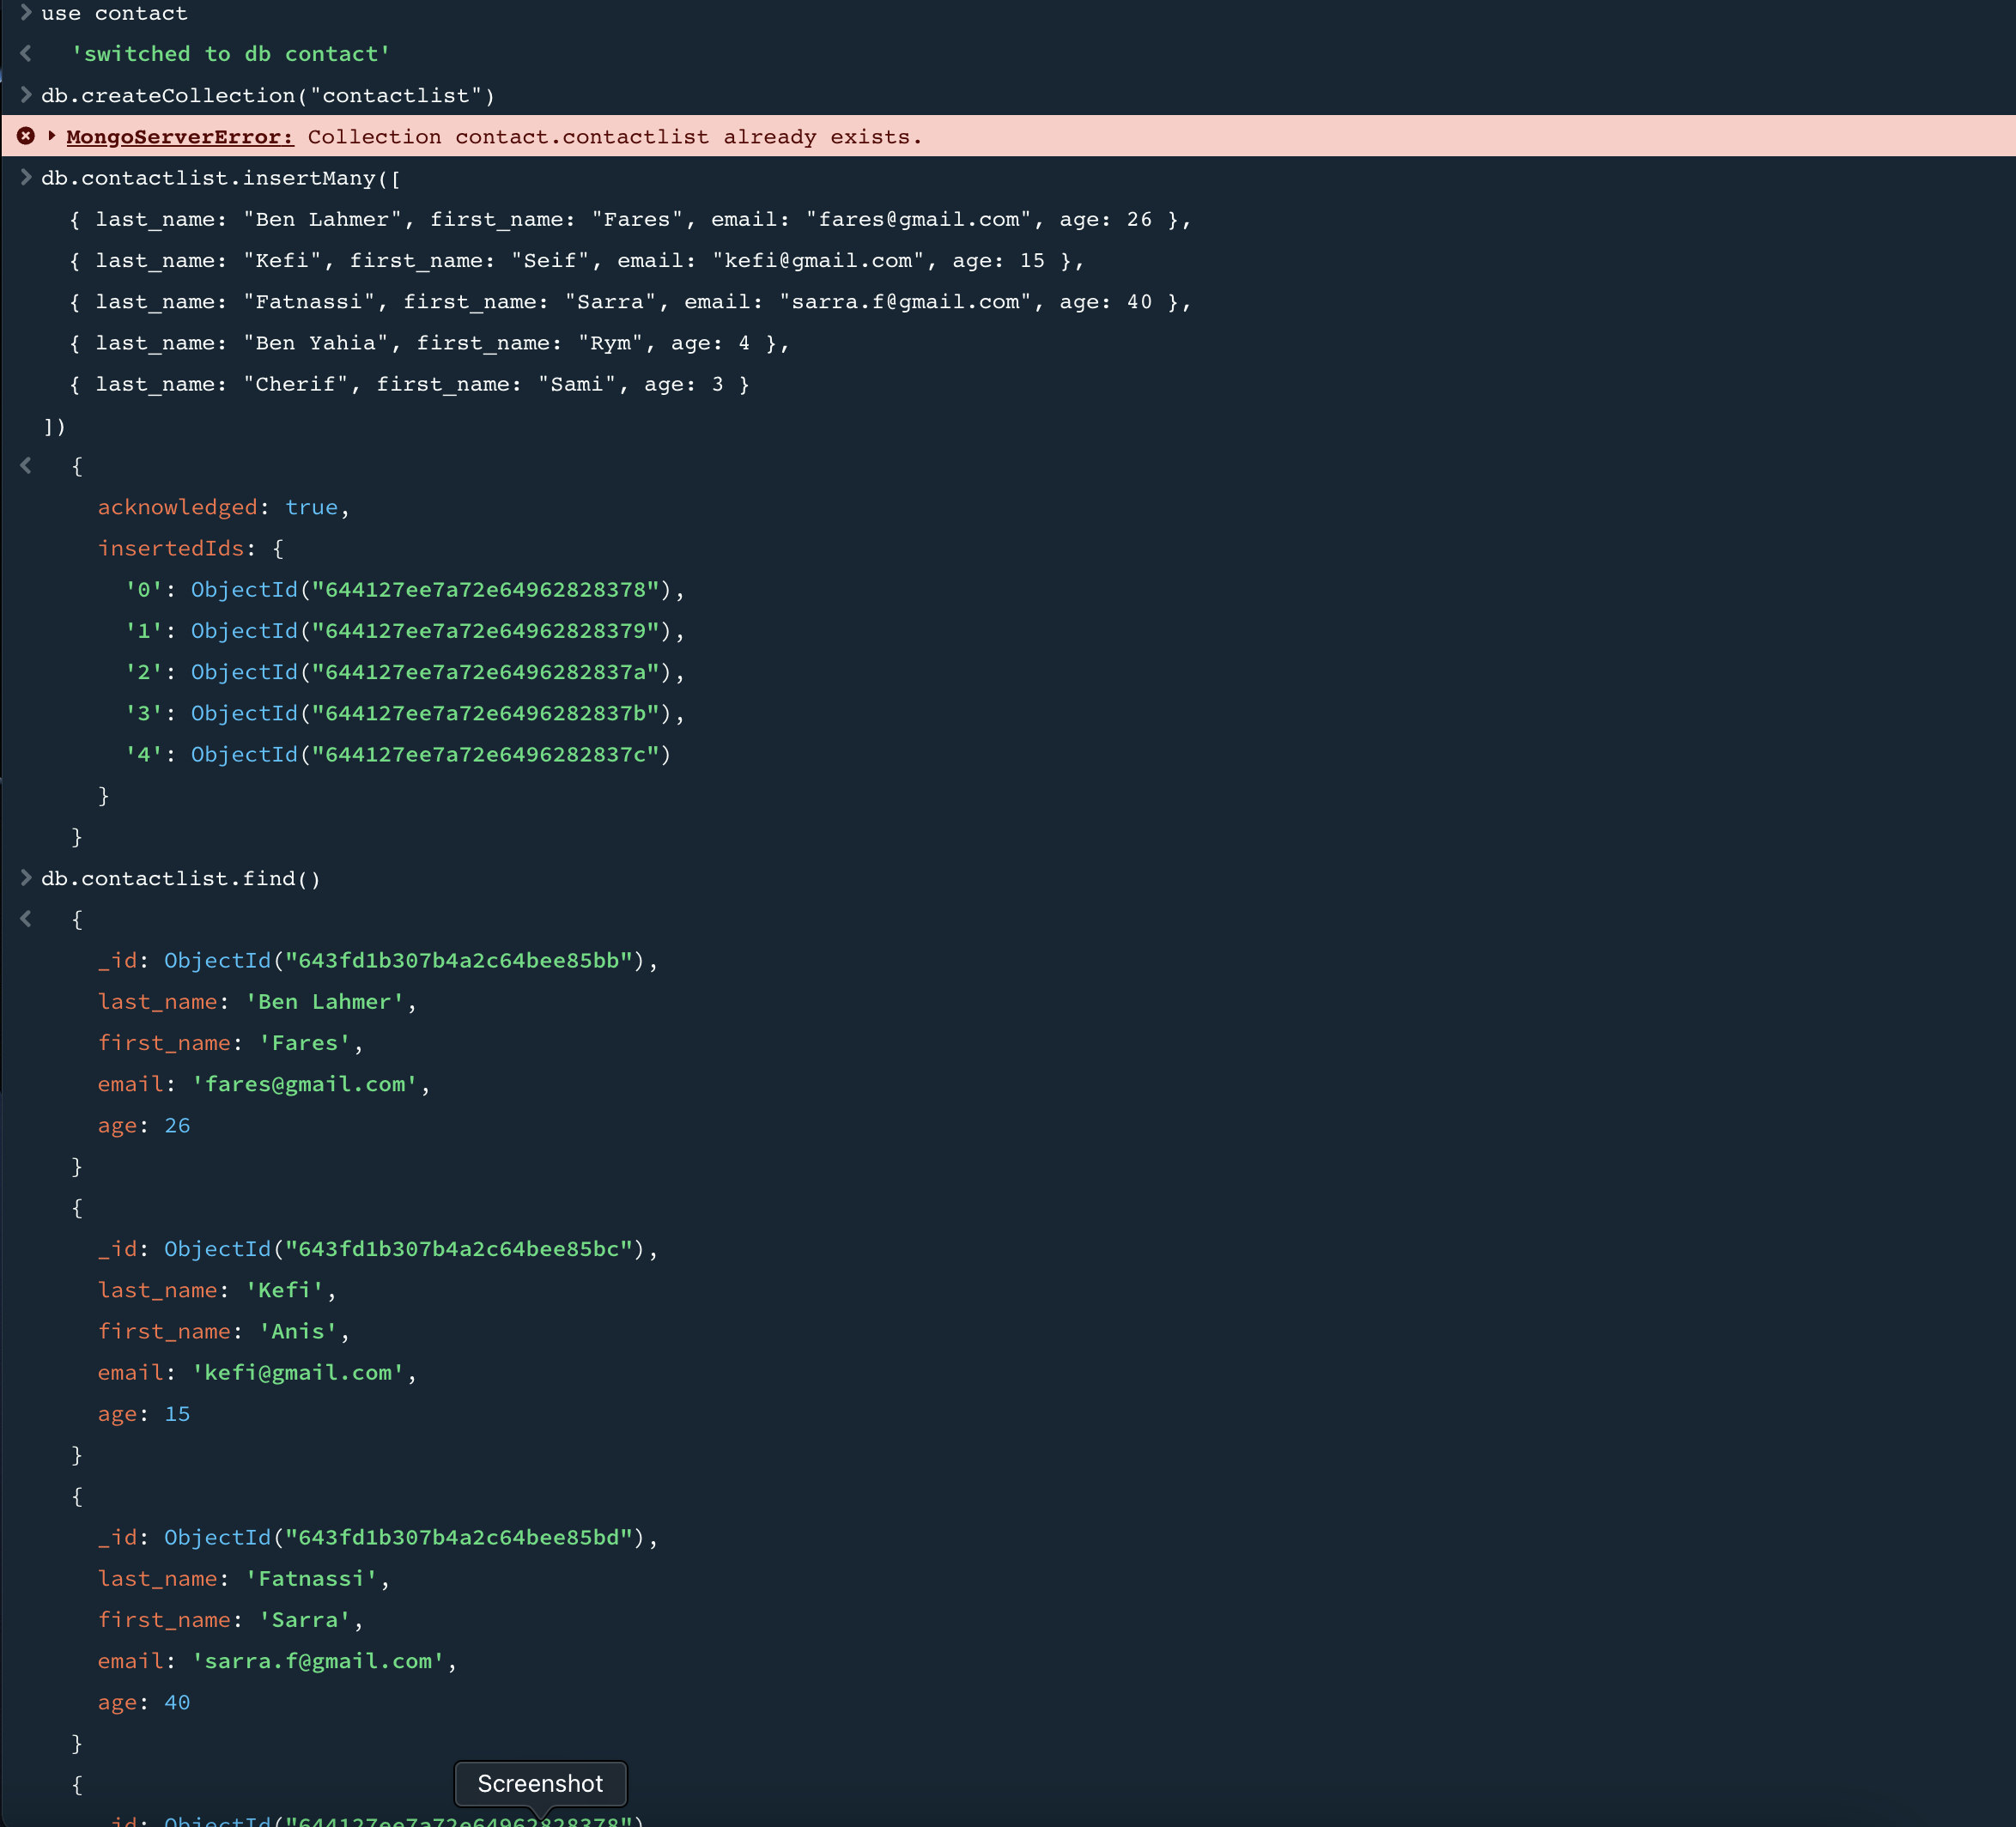 use contact
'switched to db contact'
db.createCollection("contactlist")
MongoServerError: Collection contact.contactlist already exists.
db.contactlist.insertMany([
{ last_name: "Ben Lahmer", first_name: "Fares", email: "fares@gmail.com", age: 26 },
{ last_name: "Kefi", first_name: "Seif", email: "kefi@gmail.com", age: 15 },
{ last_name: "Fatnassi", first_name: "Sarra", email: "sarra.f@gmail.com", age: 40 },
{ last_name: "Ben Yahia", first_name: "Rym", age: 4 },
{ last_name: "Cherif", first_name: "Sami", age: 3 }
])
{
acknowledged: true,
insertedIds: {
'0': ObjectId("644127ee7a72e64962828378"),
'1': ObjectId("644127ee7a72e64962828379"),
'2': ObjectId("644127ee7a72e6496282837a"),
'3': ObjectId("644127ee7a72e6496282837b"),
'4': ObjectId("644127ee7a72e6496282837c")
}
}
db.contactlist.find()
{
_id: ObjectId("643fd1b307b4a2c64bee85bb"),
last_name: 'Ben Lahmer',
first_name: 'Fares',
email: 'fares@gmail.com',
age: 26
}
{
_id: ObjectId("643fd1b307b4a2c64bee85bc"),
last_name: 'Kefi',
first_name: 'Anis',
email: 'kefi@gmail.com',
age: 15
}
{
_id: ObjectId("643fd1b307b4a2c64bee85bd"),
last_name: 'Fatnassi',
first_name: 'Sarra',
email: 'sarra.f@gmail.com',
age: 40
}
{
Screenshot
_id: ObjectId("644127ee7a72e64962828378")